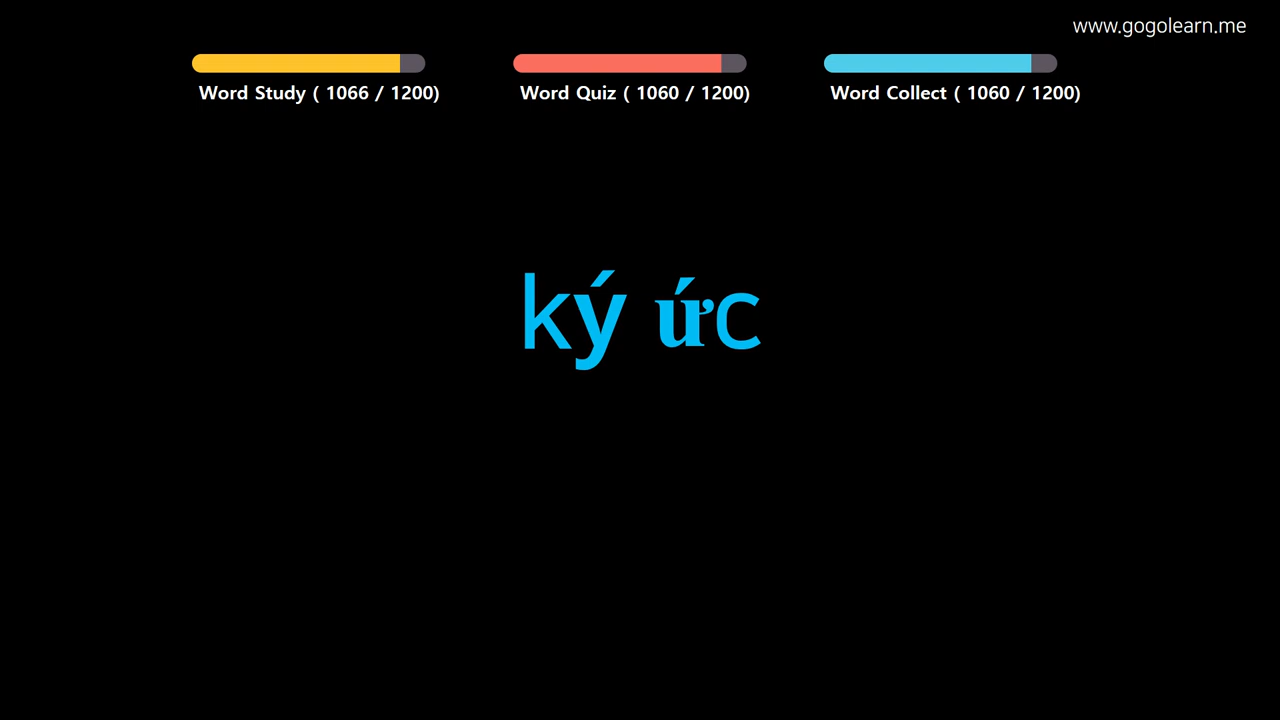 www.gogolearn.me
Word Study ( 1066 / 1200)
Word Quiz ( 1060 / 1200)
Word Collect ( 1060 / 1200)
ký ức